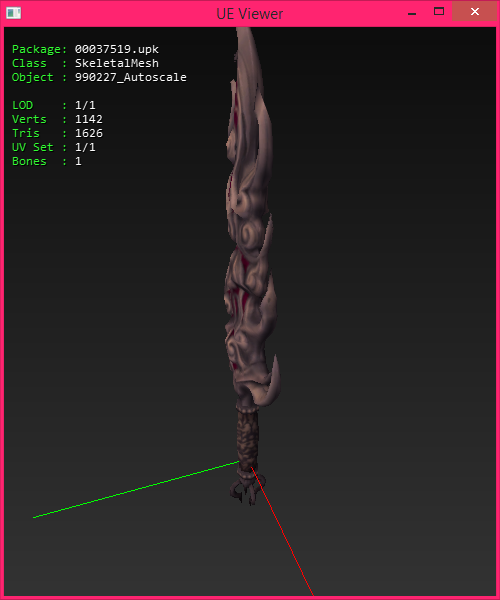 UE Viewer
Package: 00037519.upk
Class  : SkeletalMesh
Object : 990227_Autoscale
LOD    : 1/1
Verts  : 1142
Tris   : 1626
UV Set : 1/1
Bones  : 1